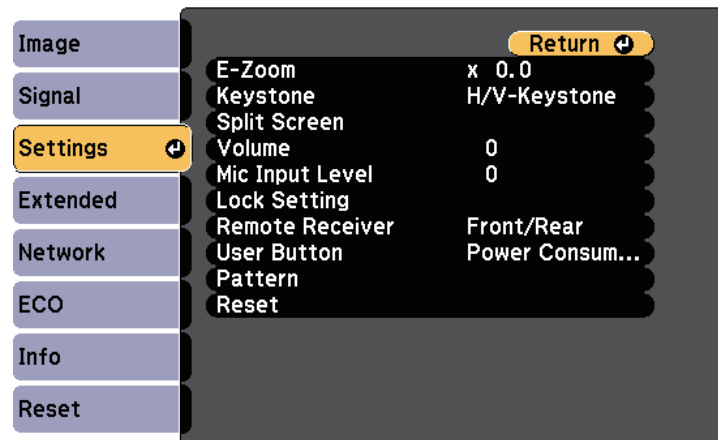 Image
Signal
Settings
Extended
Network
ECO
Info
Reset
Return
E-Zoom x 0.0
Keystone H/V-Keystone
Split Screen
Volume 0
Mic Input Level 0
Lock Setting
Remote Receiver Front/Rear
User Button Power Consum...
Pattern
Reset